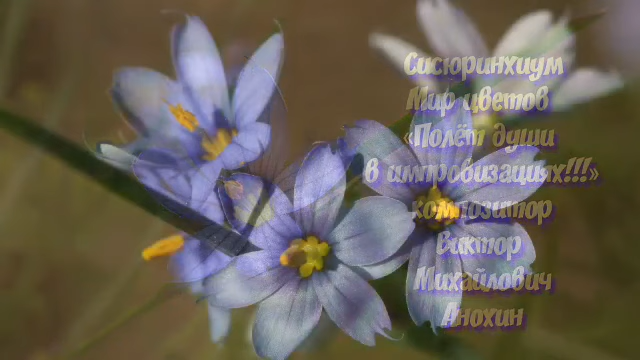 Сисюринхиум
Мир цветов
«Полёт души
в импровизациях!!!»
композитор
Виктор
Михайлович
Анохин